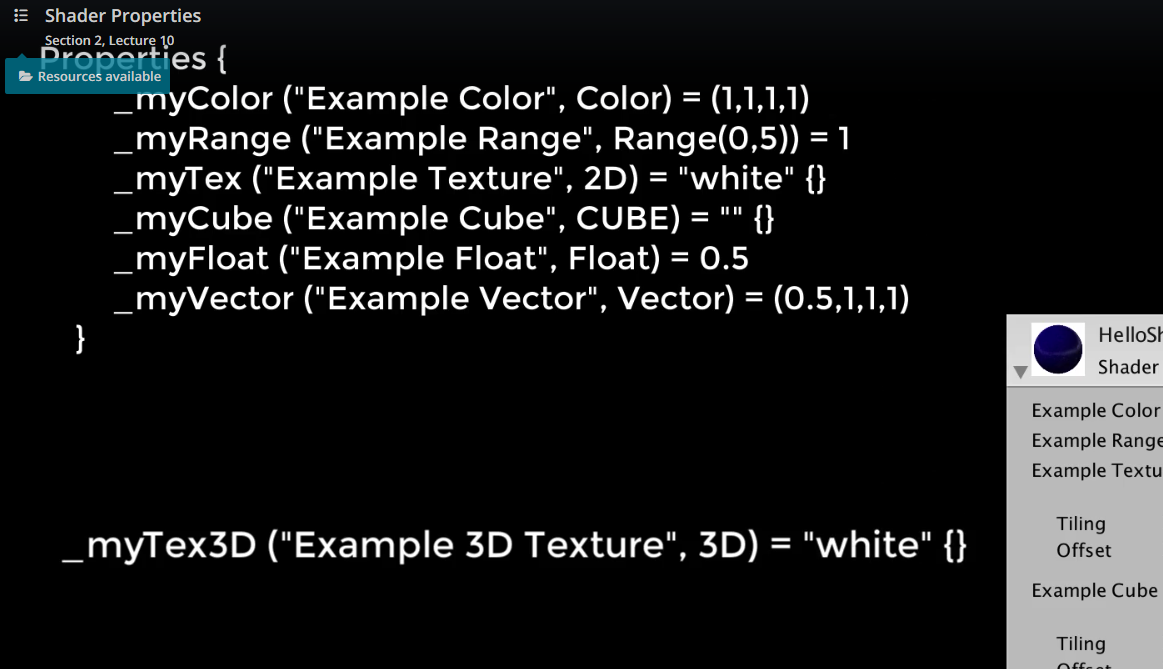 Shader Properties
Section 2, Lecture 10
Properties {
Resources available
_myColor ("Example Color", Color) = (1,1,1,1)
_myRange ("Example Range", Range(0,5)) = 1
_myTex ("Example Texture", 2D) = "white" {}
_myCube ("Example Cube", CUBE) = "" {}
_myFloat ("Example Float", Float) = 0.5
_myVector ("Example Vector", Vector) = (0.5,1,1,1)
}
_myTex3D ("Example 3D Texture", 3D) = "white" {}
HelloSh
Shader
Example Color
Example Range
Example Textu
Tiling
Offset
Example Cube
Tiling
Offset